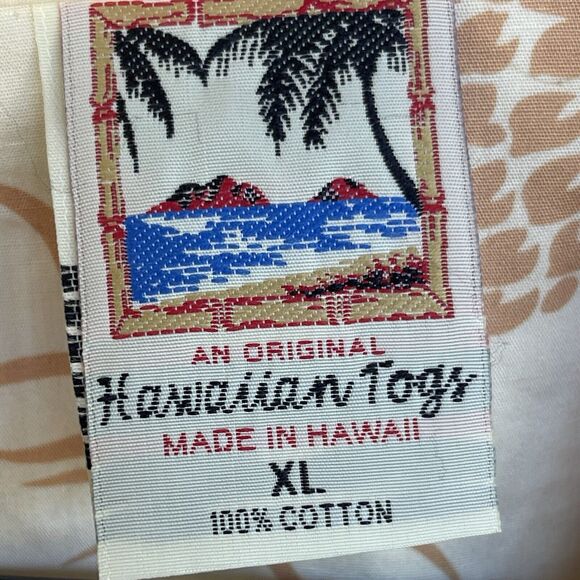 AN ORIGINAL
Hawaiian Togs
MADE IN HAWAII
XL
100% COTTON